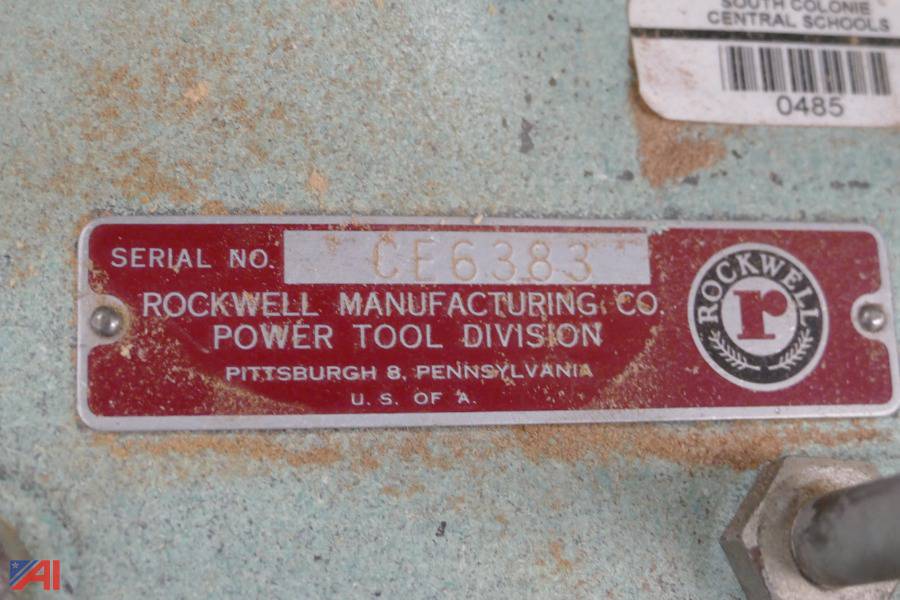 SOUTH COLONIE
CENTRAL SCHOOLS
0485
SERIAL NO. CE6383
ROCKWELL MANUFACTURING CO.
POWER TOOL DIVISION
PITTSBURGH 8, PENNSYLVANIA
U. S. OF A.
ROCKWELL
r
AI